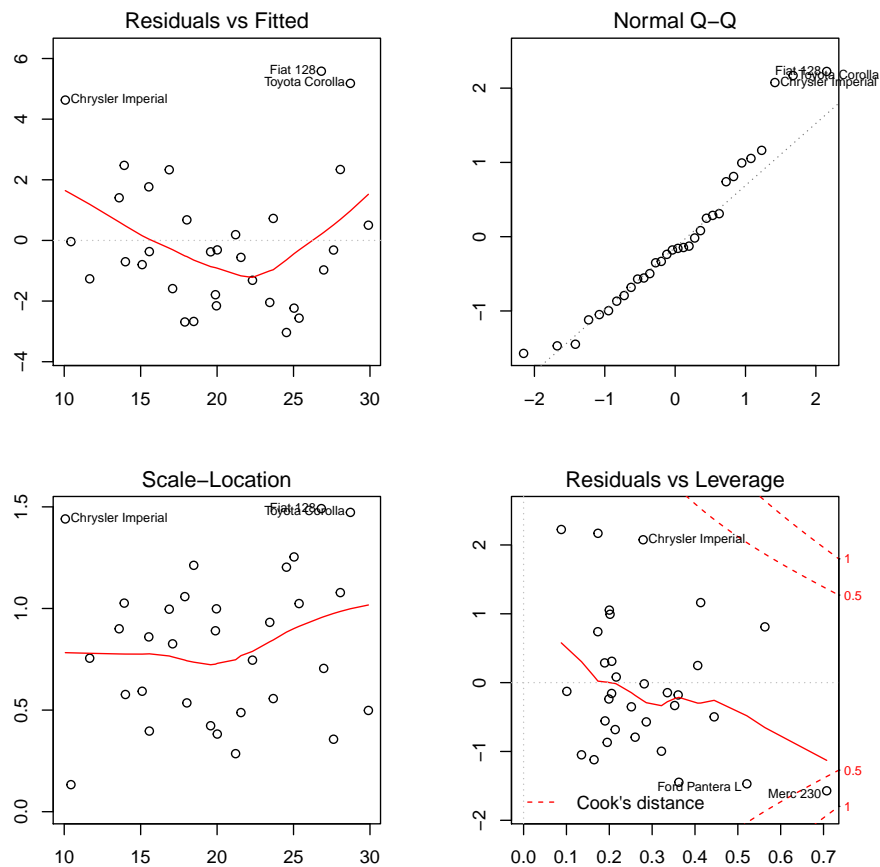 Residuals vs Fitted
6
4
2
0
−2
−4
10 15 20 25 30
Fiat 128
Toyota Corolla
Chrysler Imperial
Normal Q−Q
2
1
0
−1
−2 −1 0 1 2
Fiat 128
Toyota Corolla
Chrysler Imperial
Scale−Location
1.5
1.0
0.5
0.0
10 15 20 25 30
Fiat 128
Toyota Corolla
Chrysler Imperial
Residuals vs Leverage
2
1
0
−1
−2
0.0 0.1 0.2 0.3 0.4 0.5 0.6 0.7
Chrysler Imperial
1
0.5
0.5
1
Ford Pantera L
Merc 230
Cook's distance